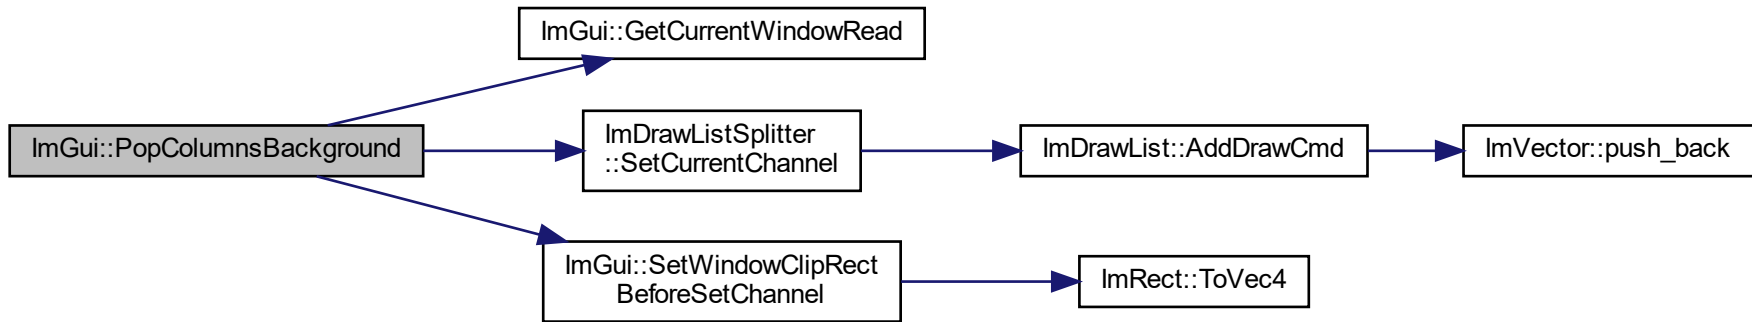 ImGui::GetCurrentWindowRead
ImGui::PopColumnsBackground
ImDrawListSplitter
::SetCurrentChannel
ImDrawList::AddDrawCmd
ImVector::push_back
ImGui::SetWindowClipRect
BeforeSetChannel
ImRect::ToVec4